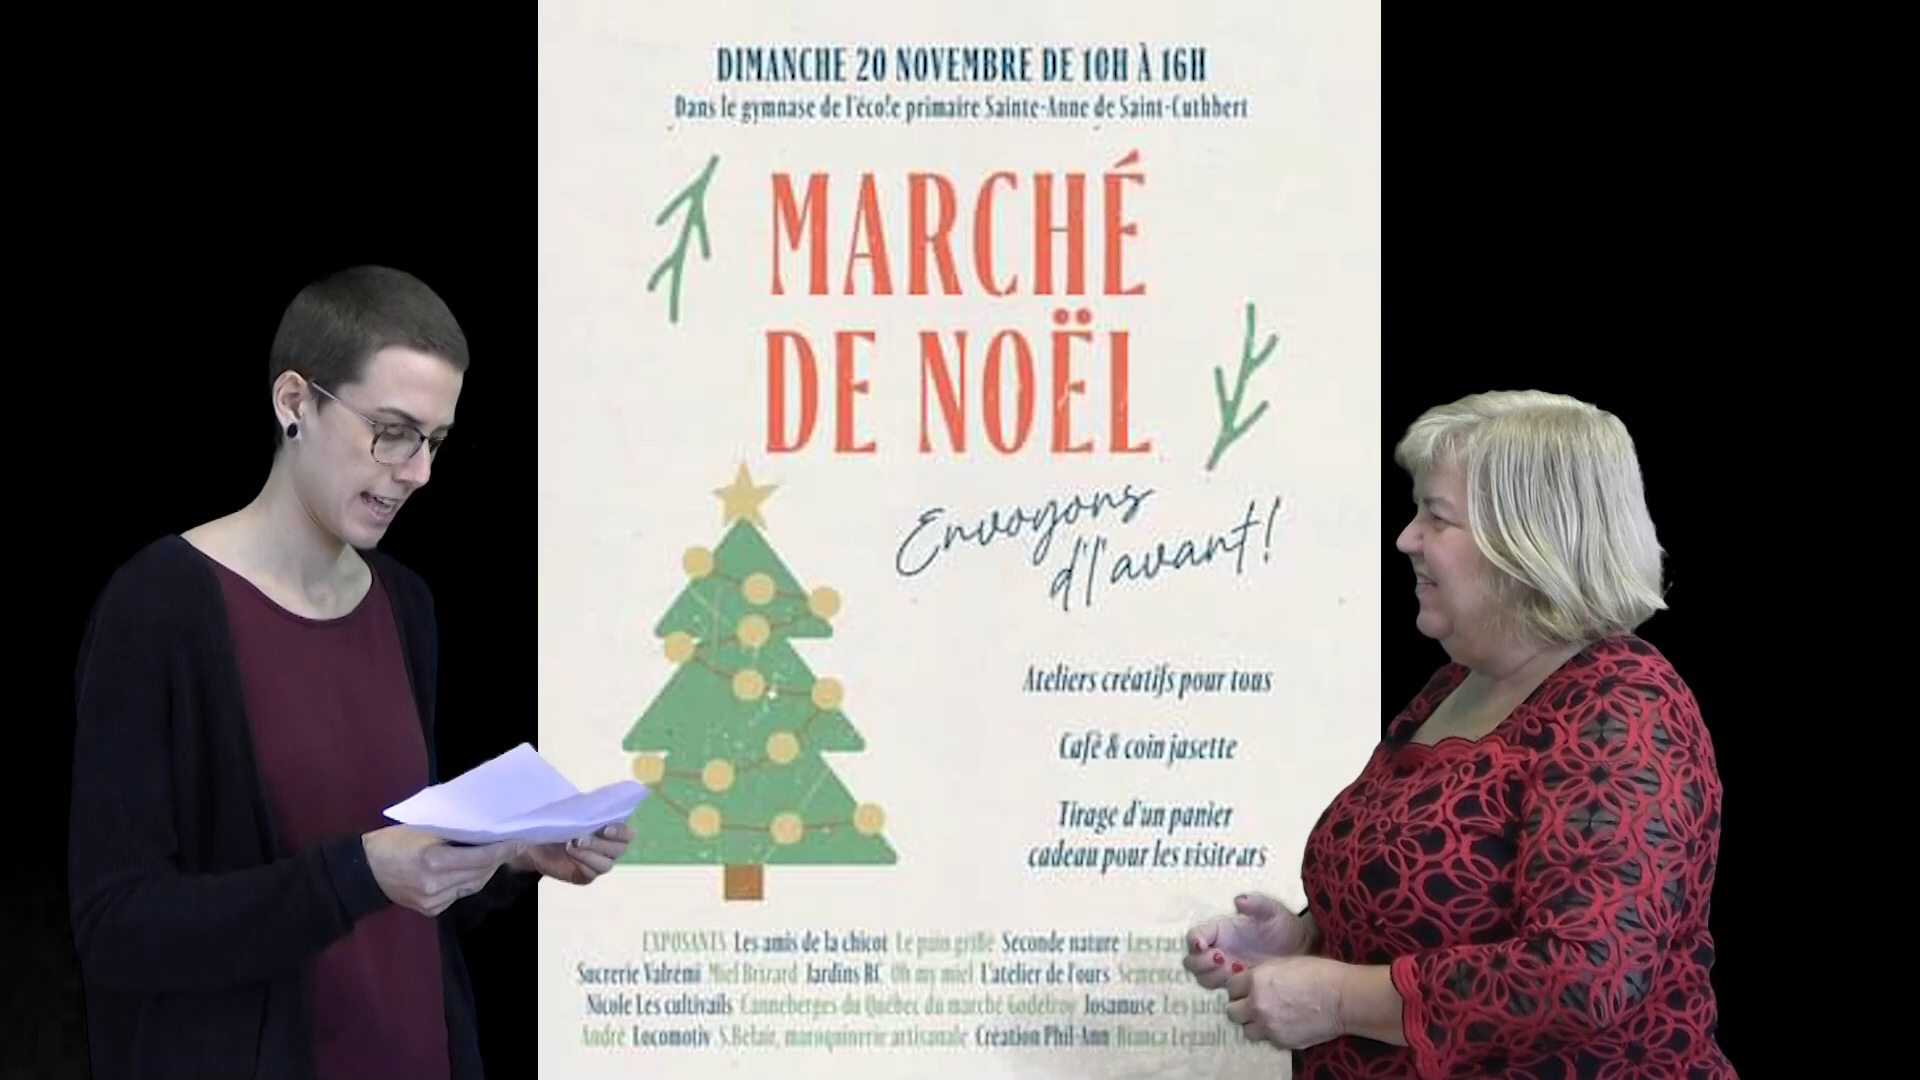 DIMANCHE 20 NOVEMBRE DE 10H À 16H
Dans le gymnase de l'école primaire Sainte-Anne de Saint-Cuthbert
MARCHÉ
DE NOËL
Envoyons
d'l'avant!
Ateliers créatifs pour tous
Café & coin jasette
Tirage d'un panier
cadeau pour les visiteurs
EXPOSANTS Les amis de la chicot Le pain grillé Seconde nature Les
Sucrerie Valrémi Miel Brizard Jardins RC Oh my miel L'atelier de l'ours
Nicole Les cultivails Canneberges du Québec du marché Godefroy Josamuse Les
André Locomotiv S.Belair, maroquinerie artisanale Création Phil-Ann Bianca Legault